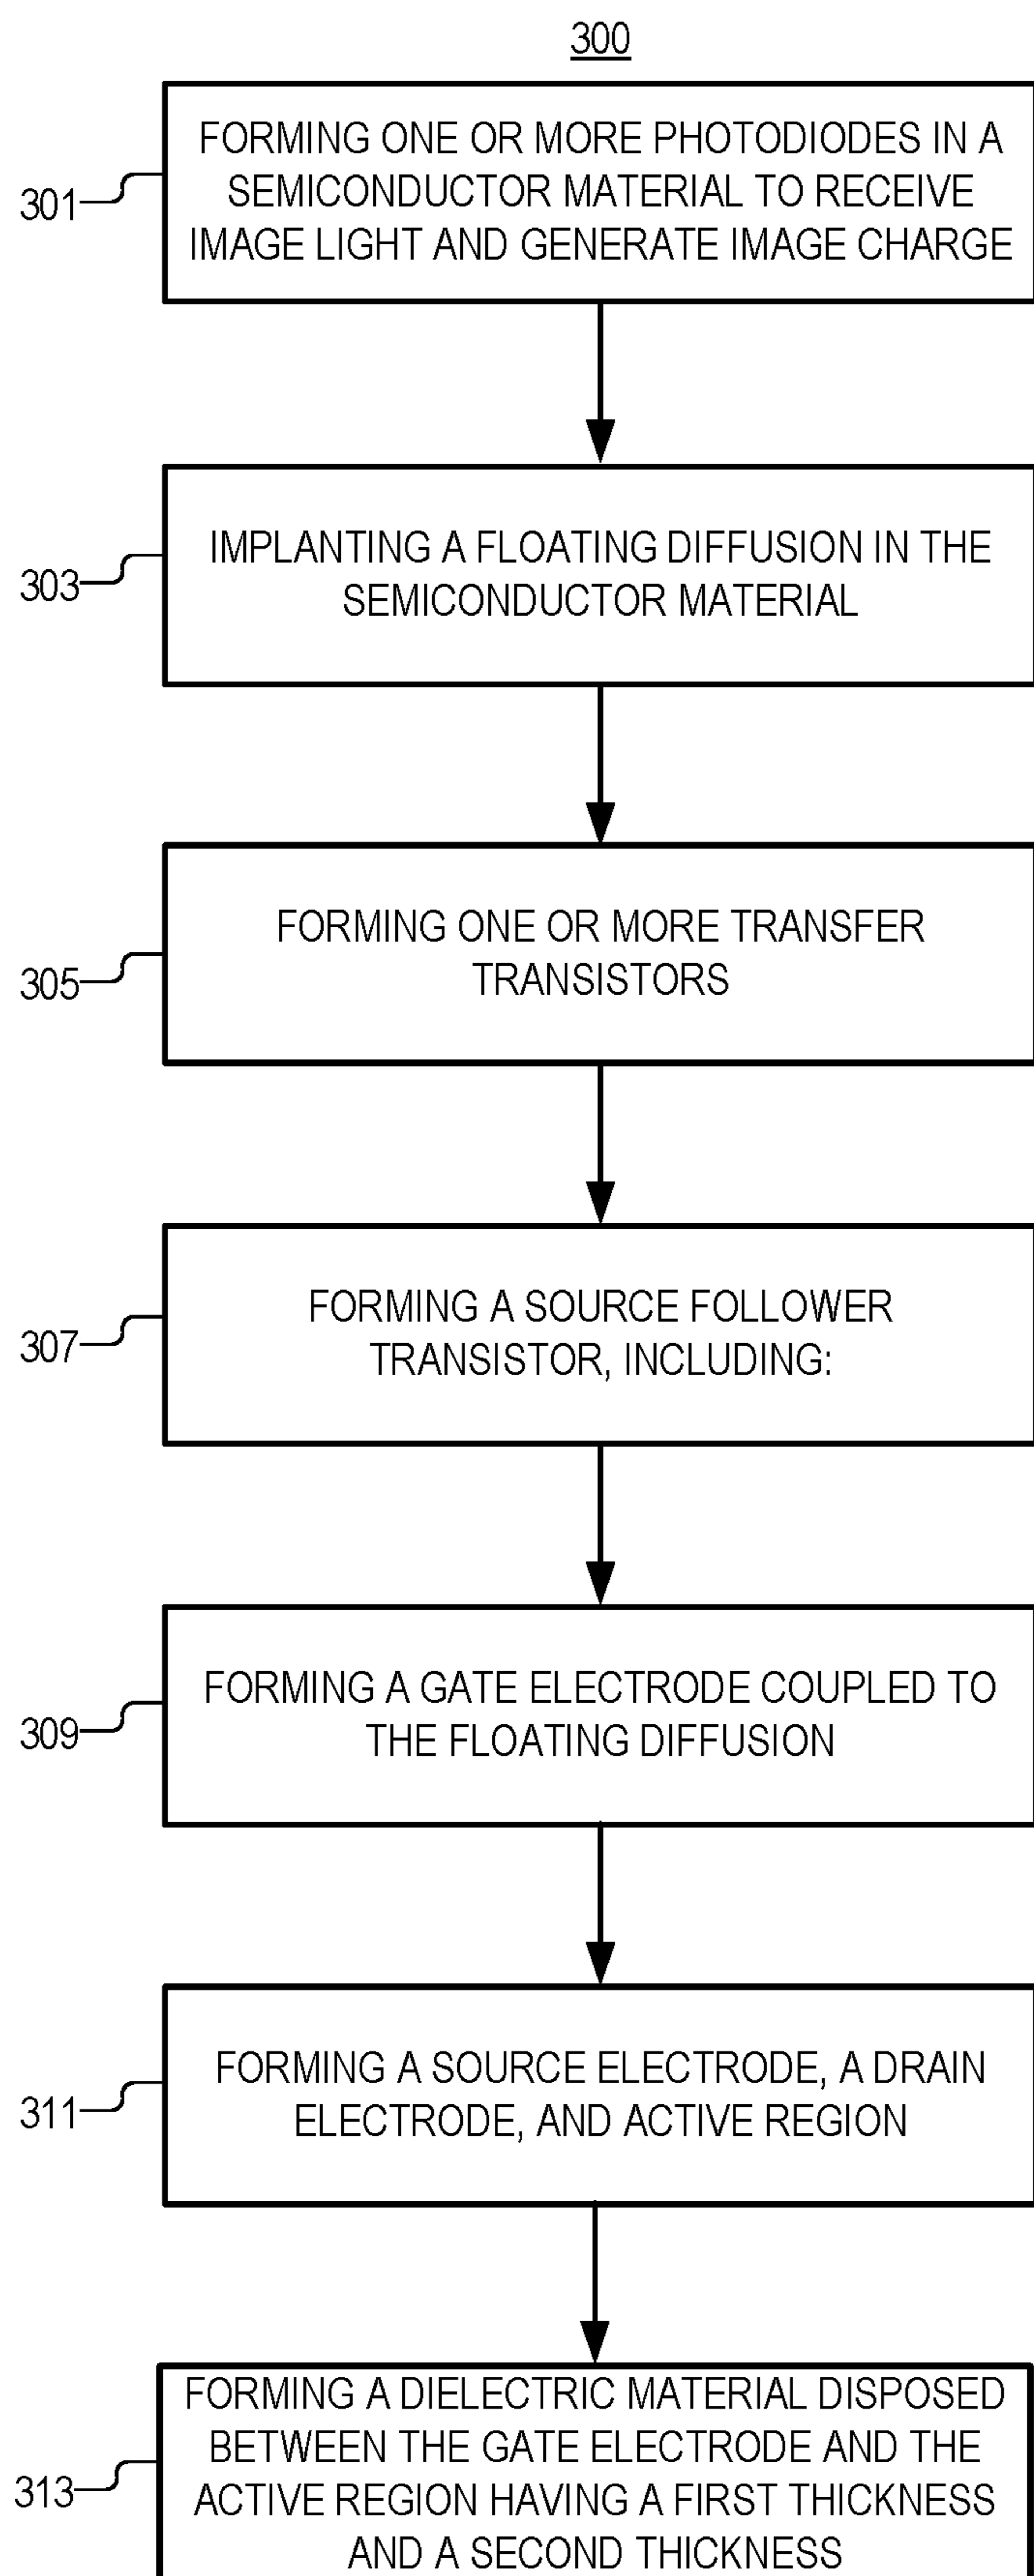 300
301
FORMING ONE OR MORE PHOTODIODES IN A
SEMICONDUCTOR MATERIAL TO RECEIVE
IMAGE LIGHT AND GENERATE IMAGE CHARGE
303
IMPLANTING A FLOATING DIFFUSION IN THE
SEMICONDUCTOR MATERIAL
305
FORMING ONE OR MORE TRANSFER
TRANSISTORS
307
FORMING A SOURCE FOLLOWER
TRANSISTOR, INCLUDING:
309
FORMING A GATE ELECTRODE COUPLED TO
THE FLOATING DIFFUSION
311
FORMING A SOURCE ELECTRODE, A DRAIN
ELECTRODE, AND ACTIVE REGION
313
FORMING A DIELECTRIC MATERIAL DISPOSED
BETWEEN THE GATE ELECTRODE AND THE
ACTIVE REGION HAVING A FIRST THICKNESS
AND A SECOND THICKNESS